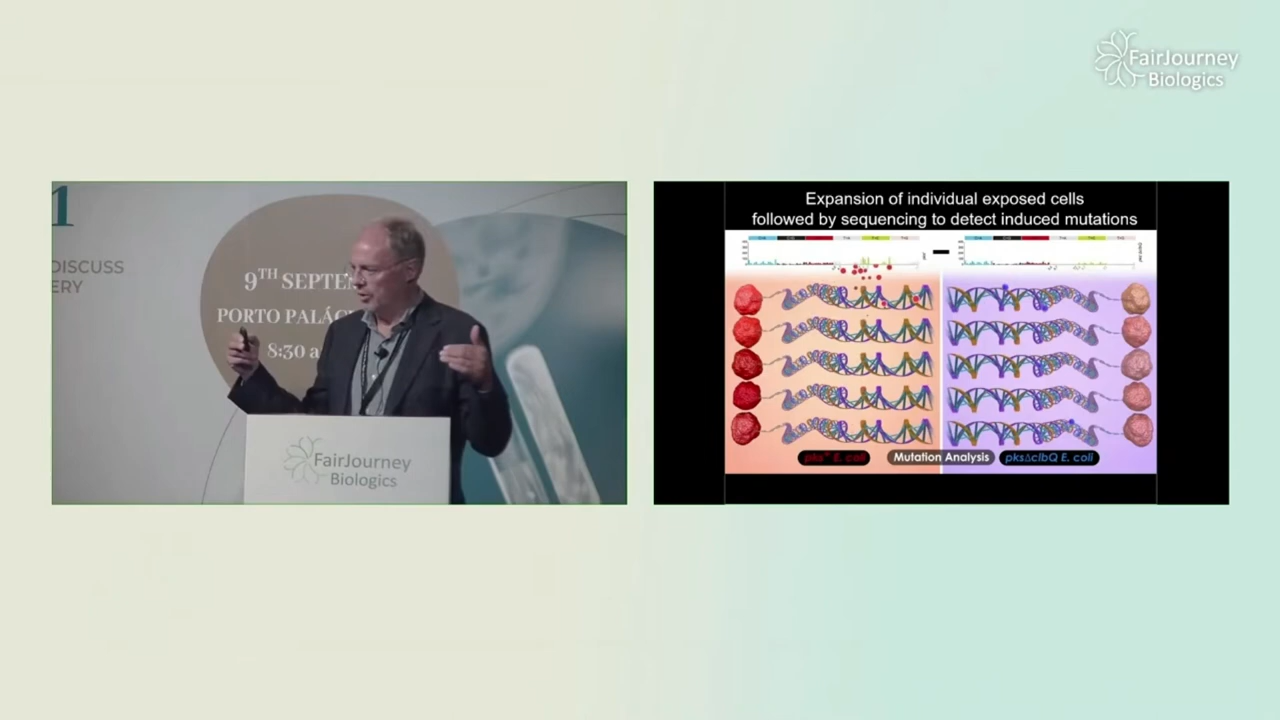 FairJourney
Biologics
1
DISCUSS
ERY
9TH SEPTE
PORTO PALÁC
8:30 a
FairJourney
Biologics
Expansion of individual exposed cells
followed by sequencing to detect induced mutations
pks+ E. coli
Mutation Analysis
pksΔclbQ E. coli